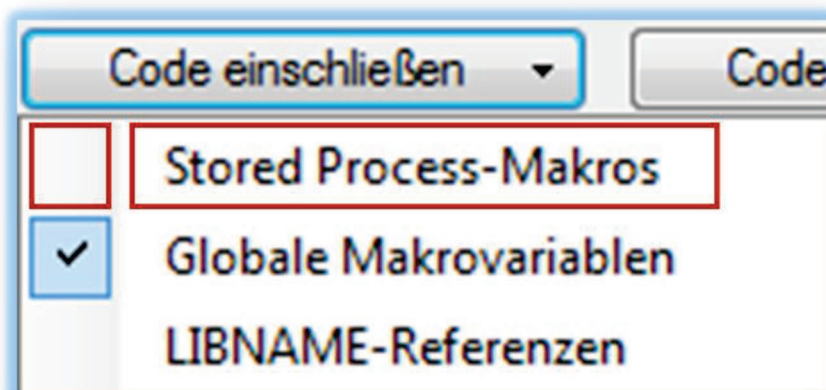 Code einschließen Code
Stored Process-Makros
Globale Makrovariablen
LIBNAME-Referenzen